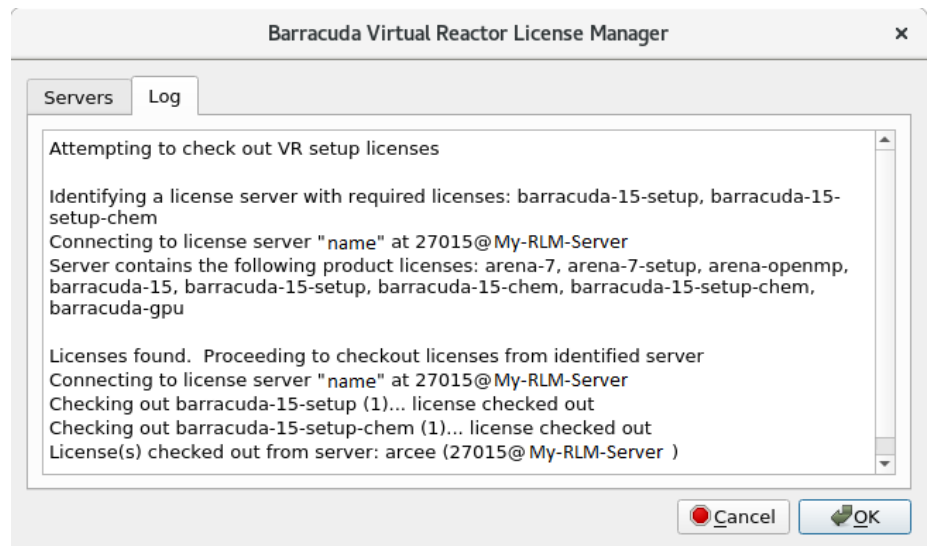 Barracuda Virtual Reactor License Manager
Servers
Log
Attempting to check out VR setup licenses
Identifying a license server with required licenses: barracuda-15-setup, barracuda-15-
setup-chem
Connecting to license server "name" at 27015@My-RLM-Server
Server contains the following product licenses: arena-7, arena-7-setup, arena-openmp,
barracuda-15, barracuda-15-setup, barracuda-15-chem, barracuda-15-setup-chem,
barracuda-gpu
Licenses found.  Proceeding to checkout licenses from identified server
Connecting to license server "name" at 27015@My-RLM-Server
Checking out barracuda-15-setup (1)... license checked out
Checking out barracuda-15-setup-chem (1)... license checked out
License(s) checked out from server: arcee (27015@My-RLM-Server )
Cancel
OK